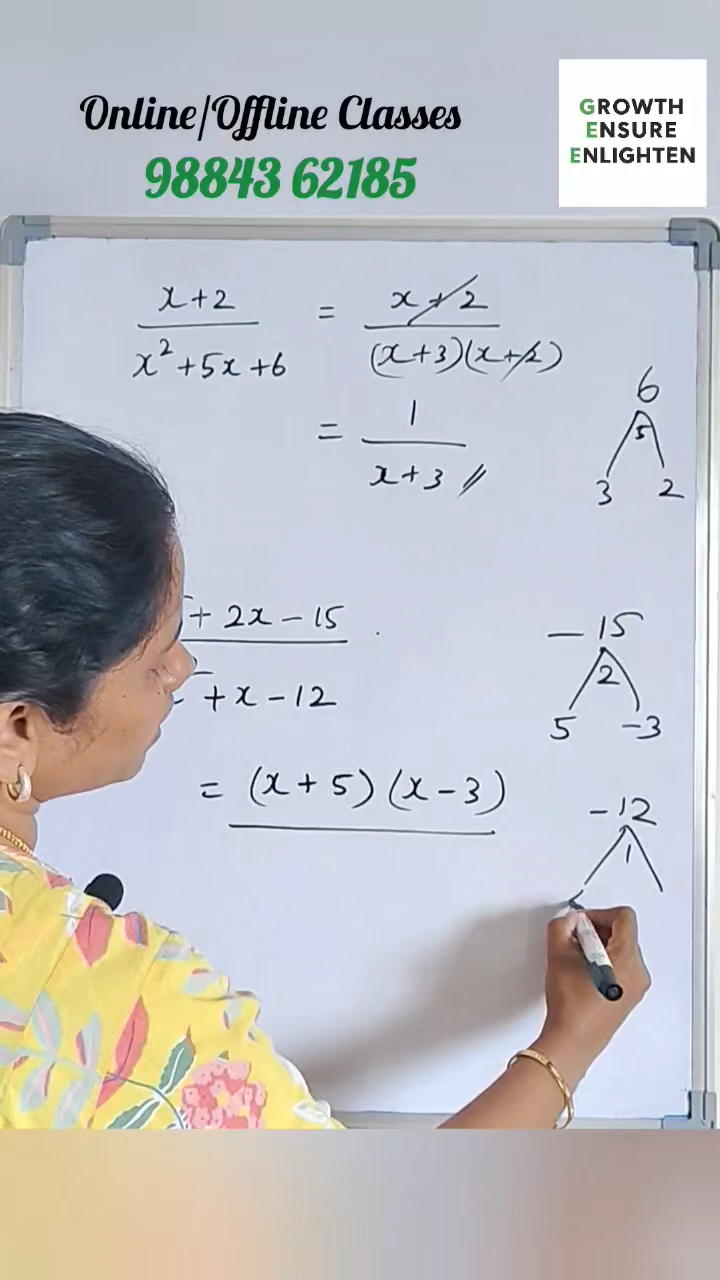 Online/Offline Classes
98843 62185
GROWTH
ENSURE
ENLIGHTEN
x+2 / x²+5x+6 = x+2 / (x+3)(x+2)
= 1 / x+3 //
6
5
3 2
+ 2x − 15 / ² + x − 12
− 15
2
5 −3
= (x+5)(x−3)
−12
1